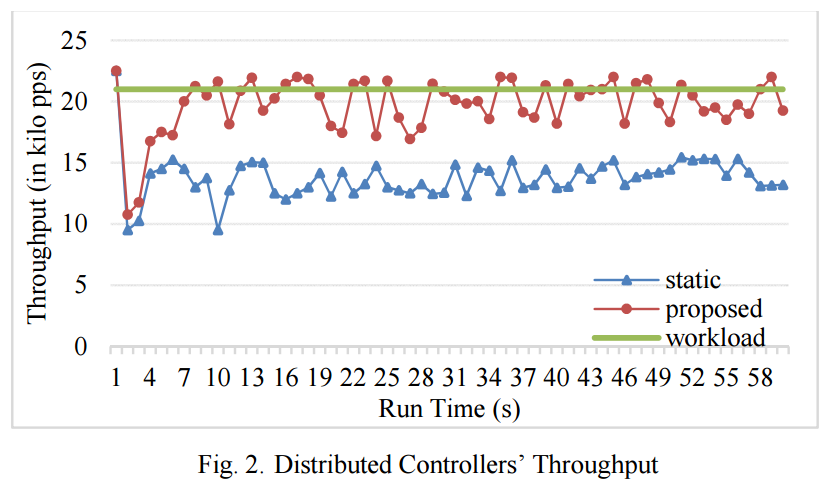 25
20
15
10
5
0
Throughput (in kilo pps)
static
proposed
workload
1 4 7 10 13 16 19 22 25 28 31 34 37 40 43 46 49 52 55 58
Run Time (s)
Fig. 2. Distributed Controllers’ Throughput